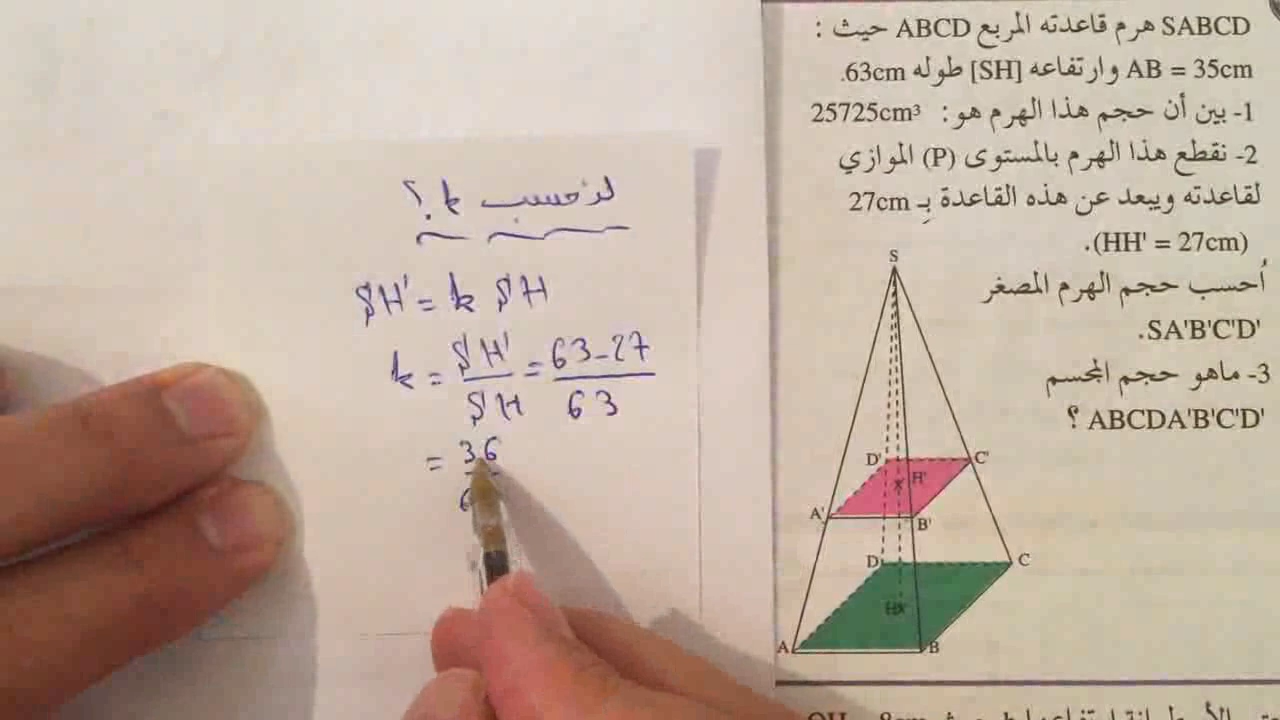 SABCD هرم قاعدته المربع ABCD حيث :
AB = 35cm وارتفاعه [SH] طوله 63cm.
1- بين أن حجم هذا الهرم هو: 25725cm³
2- نقطع هذا الهرم بالمستوى (P) الموازي
لقاعدته ويبعد عن هذه القاعدة بِـ 27cm
(HH' = 27cm).
أُحسب حجم الهرم المصغر
SA'B'C'D'.
3- ماهو حجم المجسم
ABCDA'B'C'D' ؟
S
D' C'
H'
A' B'
D C
H
A B
لنحسب k ؟
SH' = k SH
k = SH'/SH = 63-27/63
= 36/6